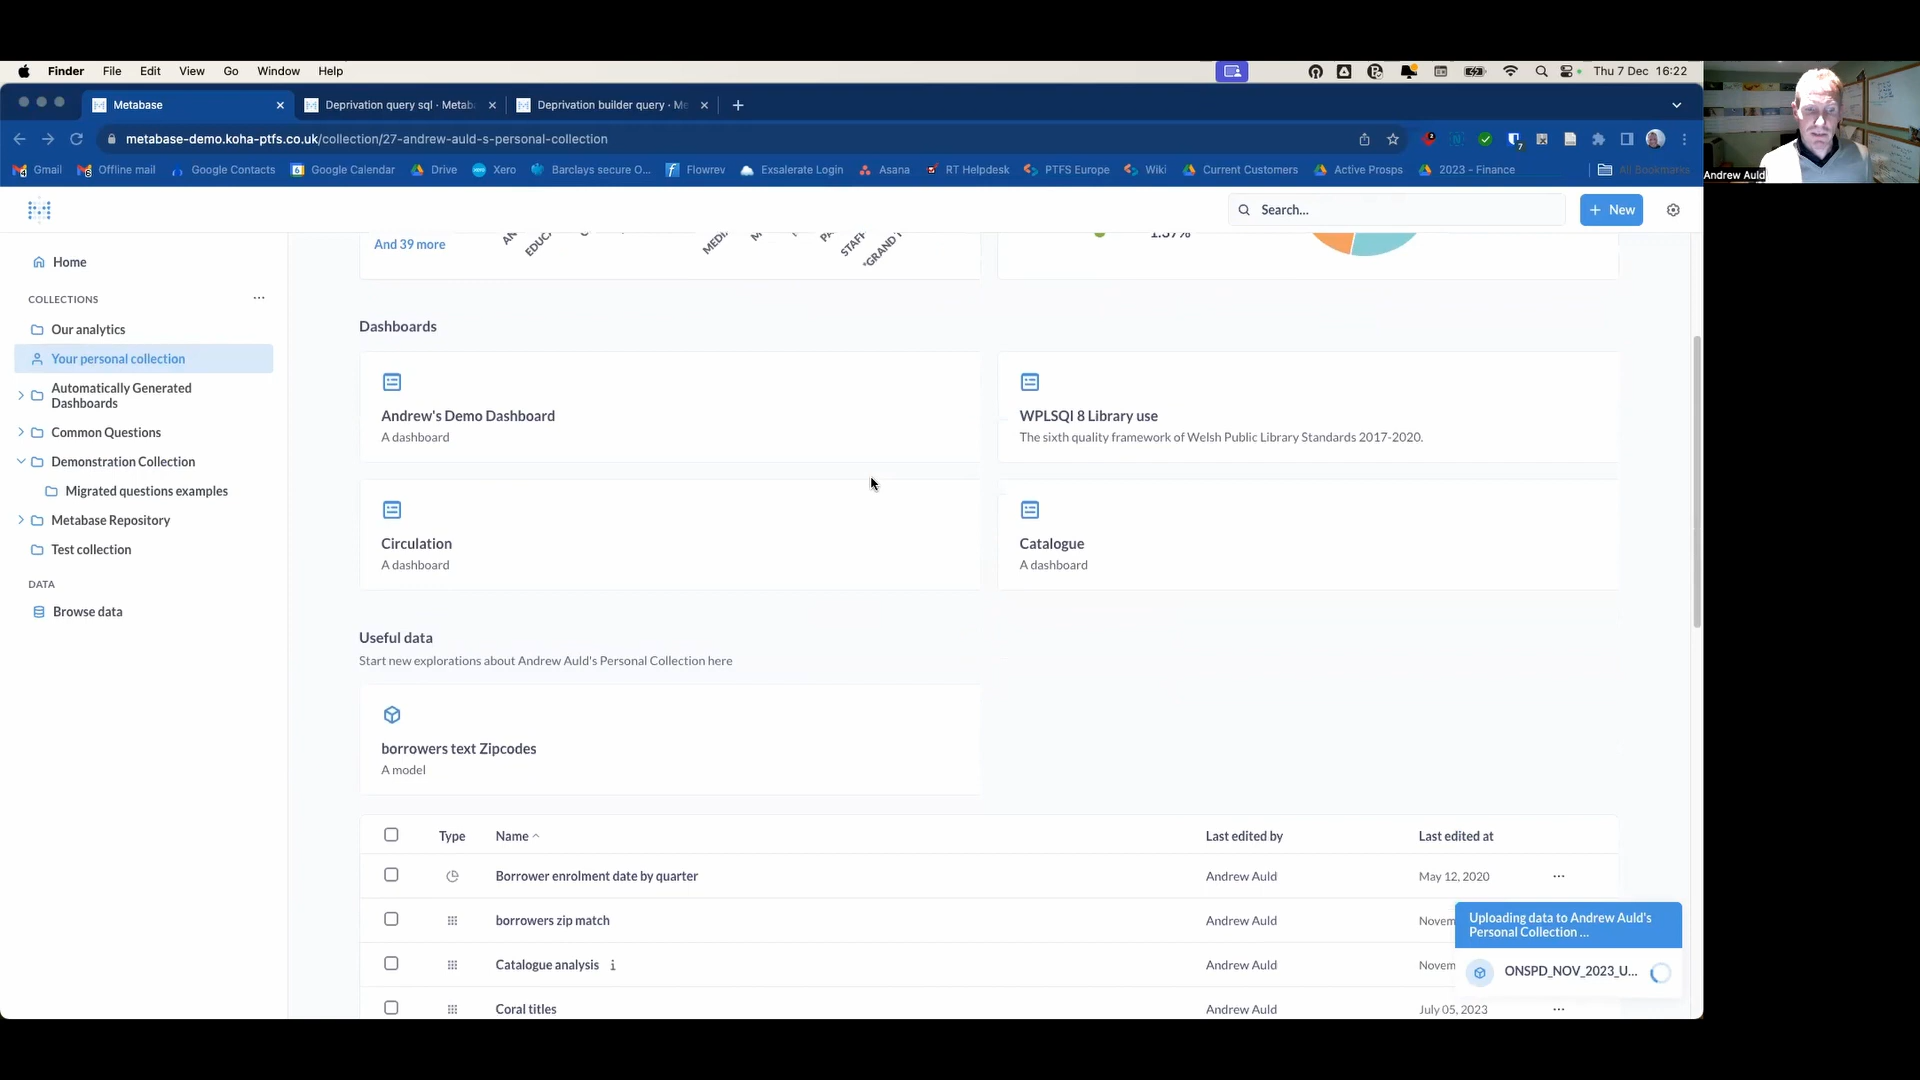 Finder File Edit View Go Window Help
Thu 7 Dec 16:22
Metabase
Deprivation query sql · Metab
Deprivation builder query · Me
metabase-demo.koha-ptfs.co.uk/collection/27-andrew-auld-s-personal-collection
Gmail
Offline mail
Google Contacts
Google Calendar
Drive
Xero
Barclays secure O...
Flowrev
Exsalerate Login
Asana
RT Helpdesk
PTFS Europe
Wiki
Current Customers
Active Prosps
2023 - Finance
All Bookmarks
Andrew Auld
Search...
+ New
Home
COLLECTIONS
Our analytics
Your personal collection
Automatically Generated
Dashboards
Common Questions
Demonstration Collection
Migrated questions examples
Metabase Repository
Test collection
DATA
Browse data
And 39 more
1.37%
Dashboards
Andrew's Demo Dashboard
A dashboard
WPLSQI 8 Library use
The sixth quality framework of Welsh Public Library Standards 2017-2020.
Circulation
A dashboard
Catalogue
A dashboard
Useful data
Start new explorations about Andrew Auld's Personal Collection here
borrowers text Zipcodes
A model
Type Name Last edited by Last edited at
Borrower enrolment date by quarter Andrew Auld May 12, 2020
borrowers zip match Andrew Auld Novem
Catalogue analysis Andrew Auld Novem
Coral titles Andrew Auld July 05, 2023
Uploading data to Andrew Auld's
Personal Collection ...
ONSPD_NOV_2023_U...